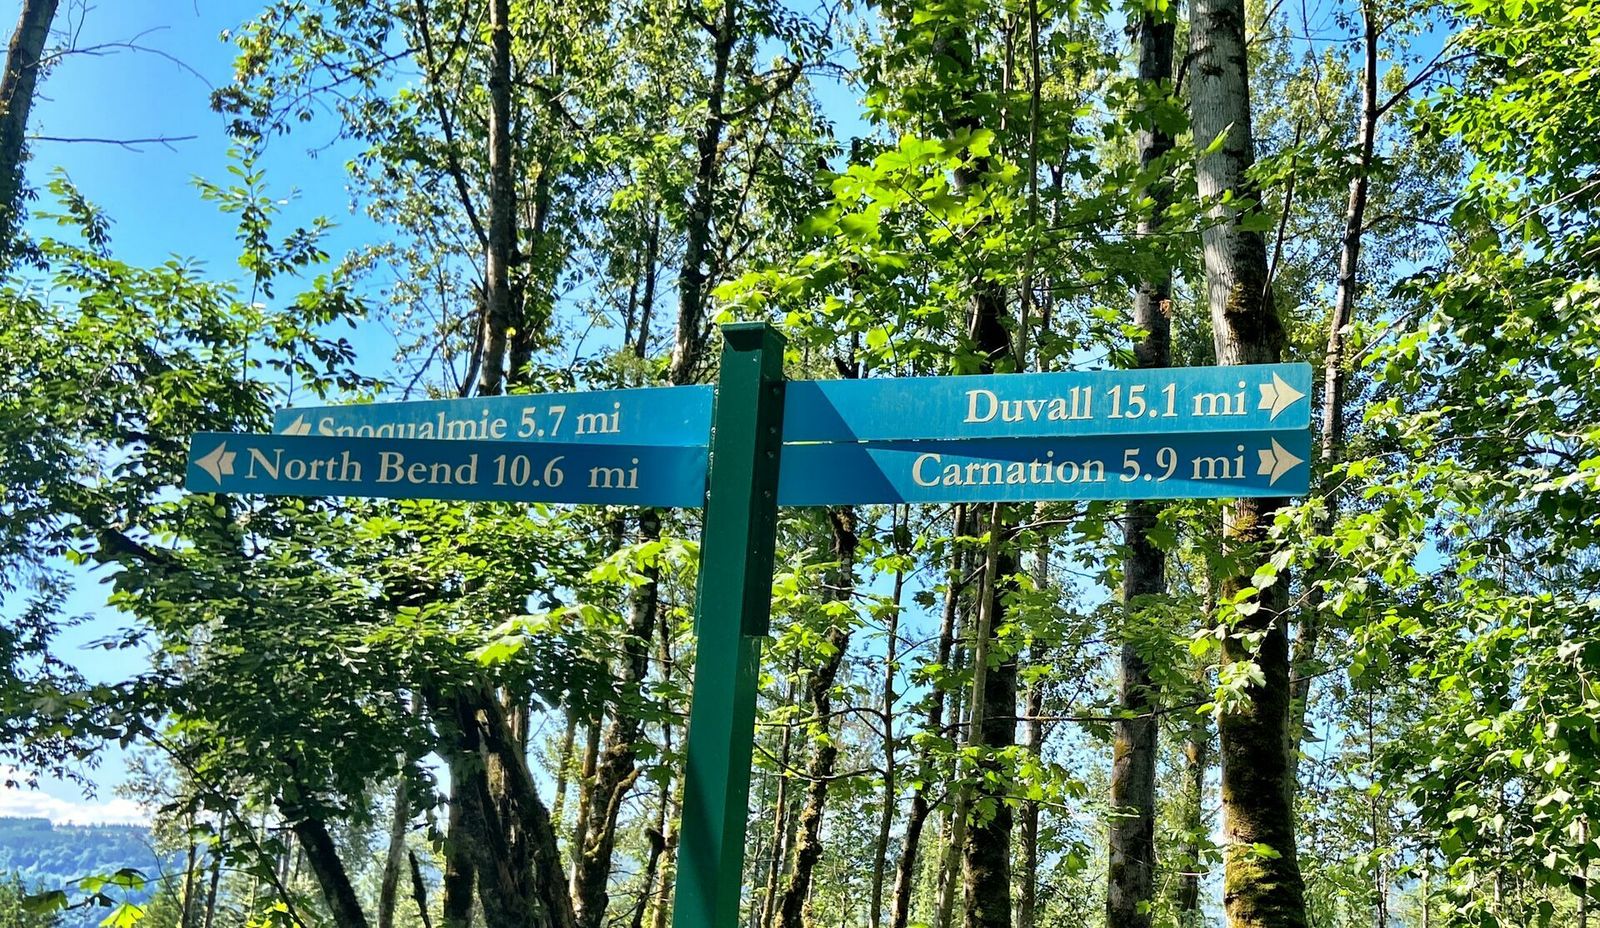 Snoqualmie 5.7 mi
North Bend 10.6 mi
Duvall 15.1 mi
Carnation 5.9 mi